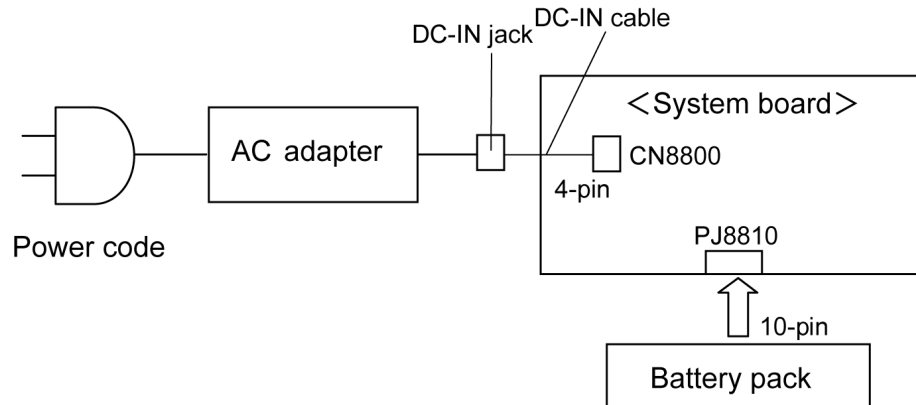 DC-IN jack
DC-IN cable
＜System board＞
AC adapter
CN8800
4-pin
Power code
PJ8810
10-pin
Battery pack